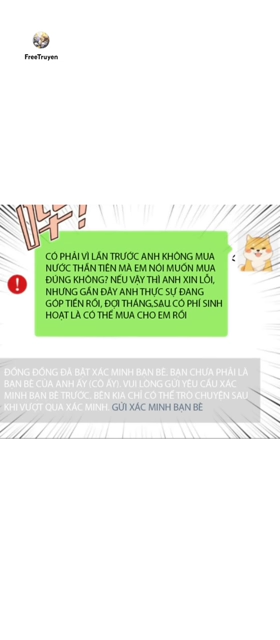 FreeTruyen
CÓ PHẢI VÌ LẦN TRƯỚC ANH KHÔNG MUA
NƯỚC THẦN TIÊN MÀ EM NÓI MUỐN MUA
ĐÚNG KHÔNG? NẾU VẬY THÌ ANH XIN LỖI,
NHƯNG GẦN ĐÂY ANH THỰC SỰ ĐANG
GÓP TIỀN RỒI, ĐỢI THÁNG,SAU CÓ PHÍ SINH
HOẠT LÀ CÓ THỂ MUA CHO EM RỒI
ĐÔNG ĐÔNG ĐÃ BẬT XÁC MINH BẠN BÈ, BẠN CHƯA PHẢI LÀ
BẠN BÈ CỦA ANH ẤY (CÔ ẤY). VUI LÒNG GỬI YÊU CẦU XÁC
MINH BẠN BÈ TRƯỚC. BÊN KIA CHỈ CÓ THỂ TRÒ CHUYỆN SAU
KHI VƯỢT QUA XÁC MINH. GỬI XÁC MINH BẠN BÈ